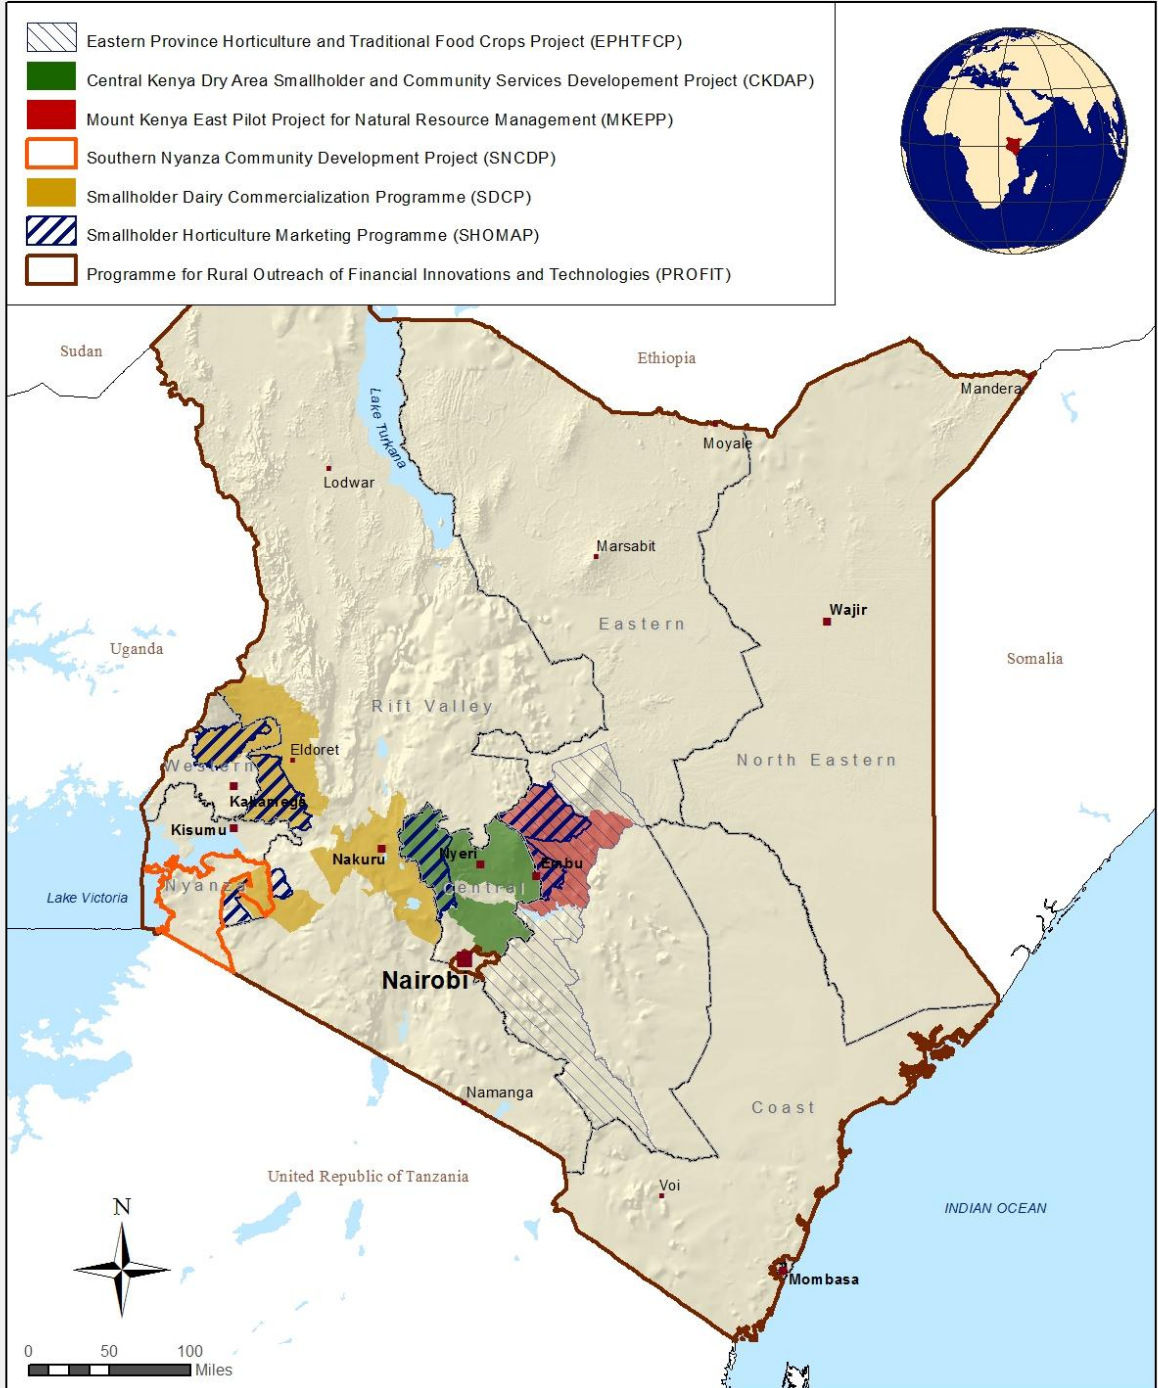 Eastern Province Horticulture and Traditional Food Crops Project (EPHTFCP)
Central Kenya Dry Area Smallholder and Community Services Developement Project (CKDAP)
Mount Kenya East Pilot Project for Natural Resource Management (MKEPP)
Southern Nyanza Community Development Project (SNCDP)
Smallholder Dairy Commercialization Programme (SDCP)
Smallholder Horticulture Marketing Programme (SHOMAP)
Programme for Rural Outreach of Financial Innovations and Technologies (PROFIT)
Sudan
Ethiopia
Mandera
Lake Turkana
Moyale
Lodwar
Marsabit
Wajir
Eastern
Uganda
Somalia
Rift Valley
Eldoret
North Eastern
Western
Kakamega
Kisumu
Nakuru
Nyeri
Embu
Nyanza
Central
Lake Victoria
Nairobi
Namanga
Coast
United Republic of Tanzania
Voi
INDIAN OCEAN
N
Mombasa
0 50 100
Miles